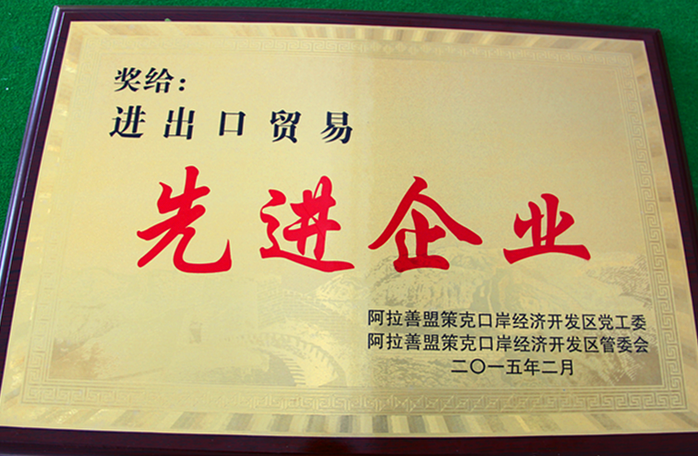 奖给：
进出口贸易
先进企业
阿拉善盟策克口岸经济开发区党工委
阿拉善盟策克口岸经济开发区管委会
二〇一五年二月